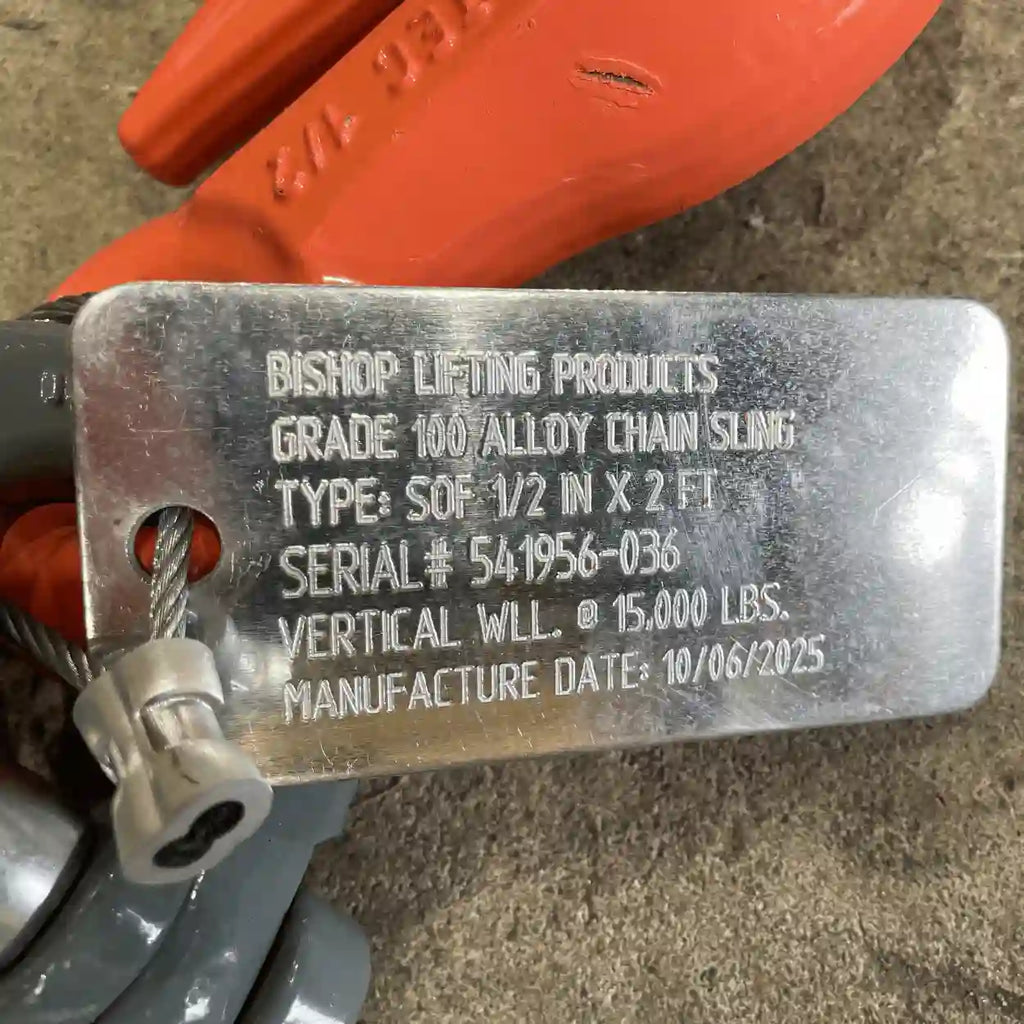 BISHOP LIFTING PRODUCTS
GRADE 100 ALLOY CHAIN SLING
TYPE: SOF 1/2 IN X 2 FT
SERIAL# 541956-036
VERTICAL WLL. @ 15,000 LBS.
MANUFACTURE DATE: 10/06/2025